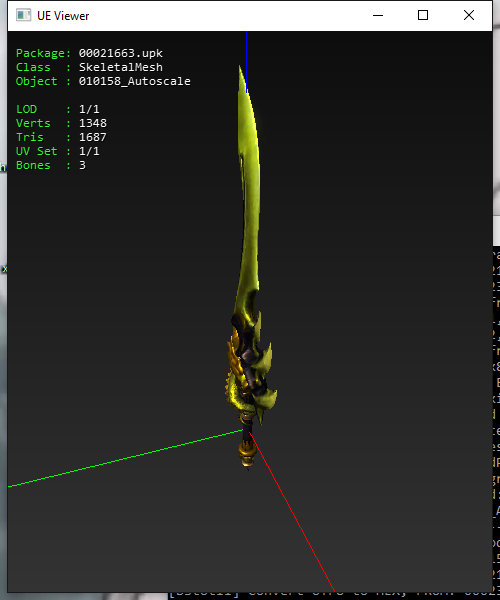 UE Viewer
Package: 00021663.upk
Class : SkeletalMesh
Object : 010158_Autoscale
LOD : 1/1
Verts : 1348
Tris : 1687
UV Set : 1/1
Bones : 3